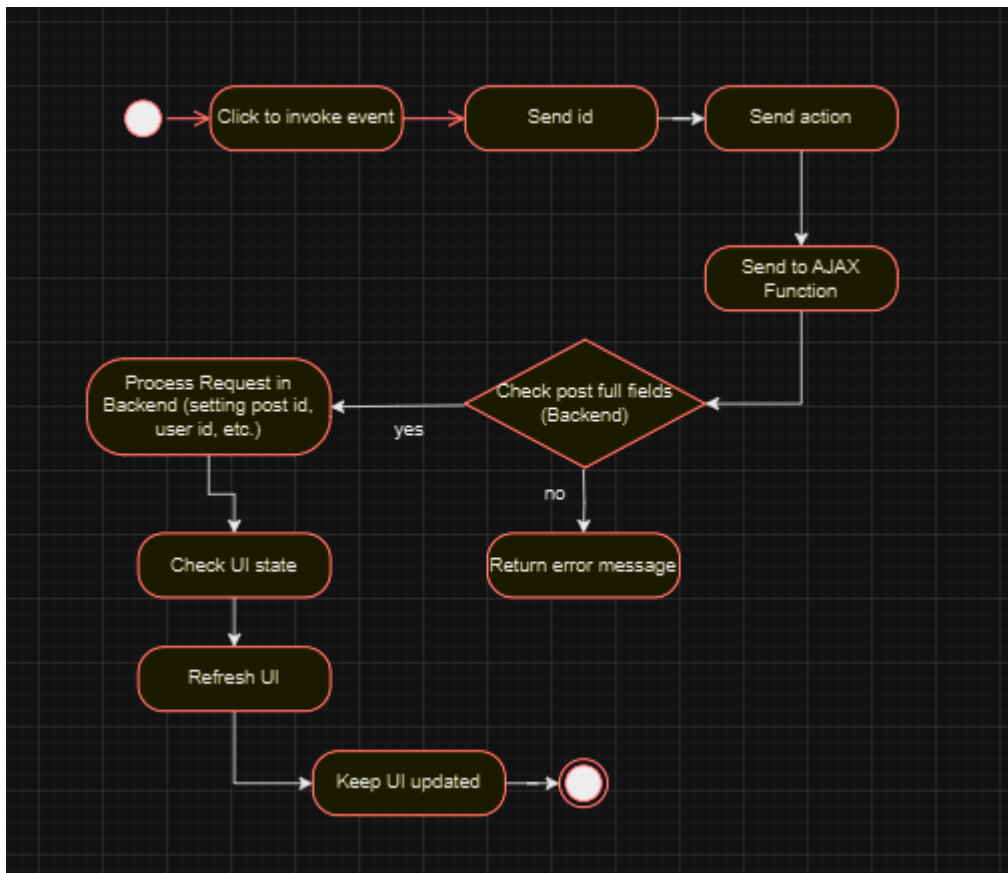 Click to invoke event
Send id
Send action
Send to AJAX
Function
Check post full fields
(Backend)
yes
no
Process Request in
Backend (setting post id,
user id, etc.)
Return error message
Check UI state
Refresh UI
Keep UI updated